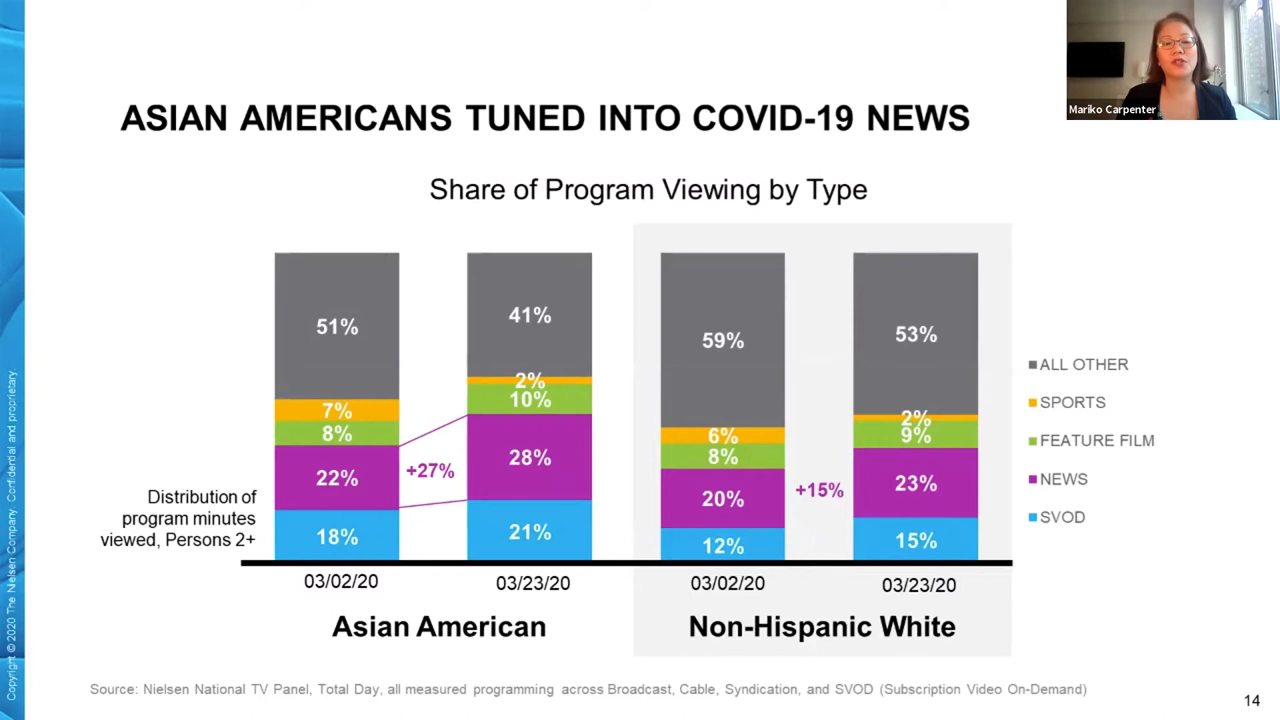 Mariko Carpenter
ASIAN AMERICANS TUNED INTO COVID-19 NEWS
Share of Program Viewing by Type
51%
41%
59%
53%
7%
2%
6%
2%
8%
10%
8%
9%
22%
+27%
28%
20%
+15%
23%
18%
21%
12%
15%
ALL OTHER
SPORTS
FEATURE FILM
NEWS
SVOD
Distribution of
program minutes
viewed, Persons 2+
03/02/20
03/23/20
03/02/20
03/23/20
Asian American
Non-Hispanic White
Source: Nielsen National TV Panel, Total Day, all measured programming across Broadcast, Cable, Syndication, and SVOD (Subscription Video On-Demand)
14
Copyright © 2020 The Nielsen Company. Confidential and proprietary.